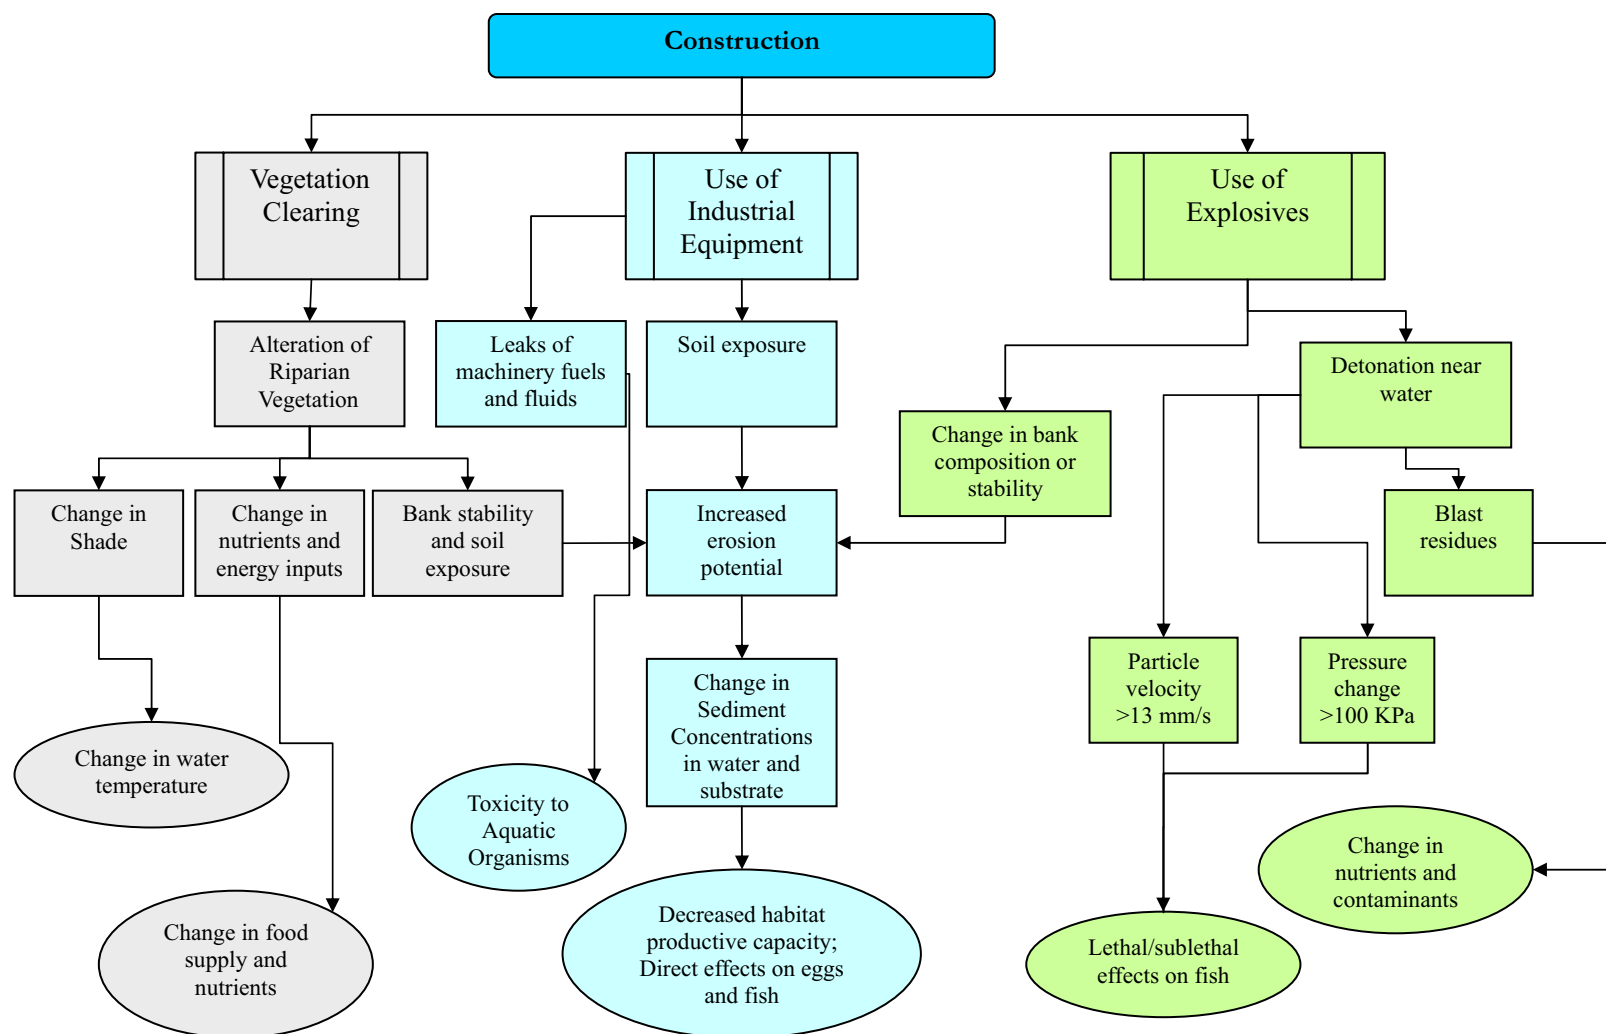 Construction
Vegetation
Clearing
Use of
Industrial
Equipment
Use of
Explosives
Alteration of
Riparian
Vegetation
Leaks of
machinery fuels
and fluids
Soil exposure
Detonation near
water
Change in bank
composition or
stability
Change in
Shade
Change in
nutrients and
energy inputs
Bank stability
and soil
exposure
Increased
erosion
potential
Blast
residues
Particle
velocity
>13 mm/s
Pressure
change
>100 KPa
Change in
Sediment
Concentrations
in water and
substrate
Change in water
temperature
Toxicity to
Aquatic
Organisms
Change in
nutrients and
contaminants
Change in food
supply and
nutrients
Decreased habitat
productive capacity;
Direct effects on eggs
and fish
Lethal/sublethal
effects on fish